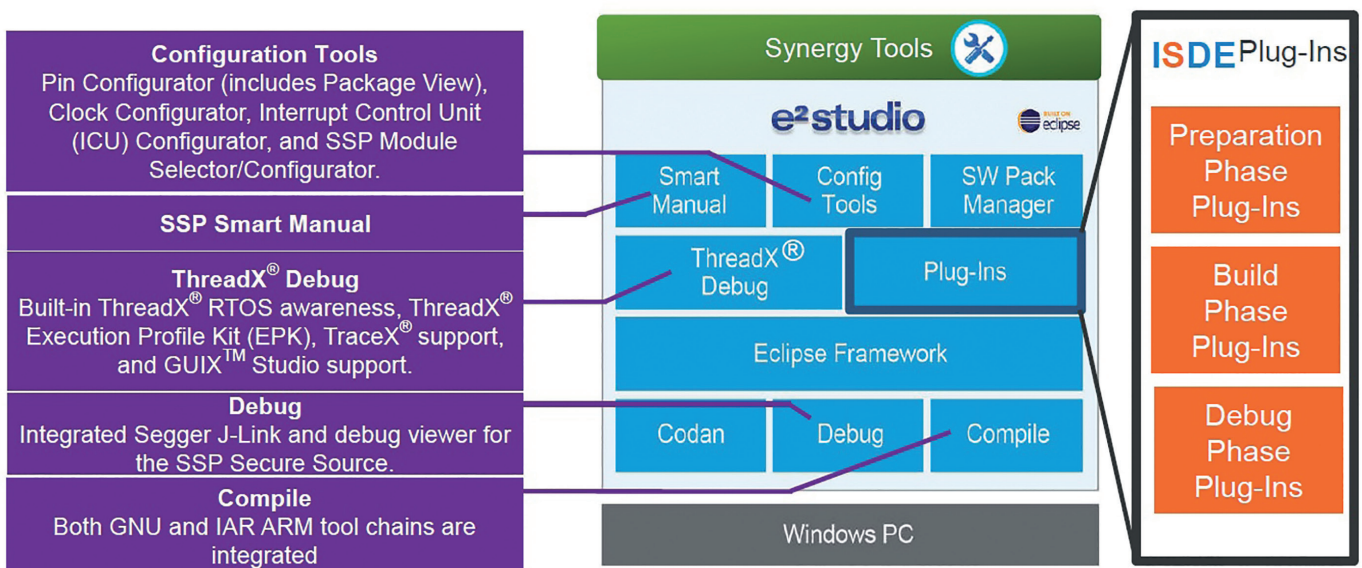 Configuration Tools
Pin Configurator (includes Package View),
Clock Configurator, Interrupt Control Unit
(ICU) Configurator, and SSP Module
Selector/Configurator.
SSP Smart Manual
ThreadX® Debug
Built-in ThreadX® RTOS awareness, ThreadX®
Execution Profile Kit (EPK), TraceX® support,
and GUIX™ Studio support.
Debug
Integrated Segger J-Link and debug viewer for
the SSP Secure Source.
Compile
Both GNU and IAR ARM tool chains are
integrated
Synergy Tools
e² studio
BUILT ON
eclipse
Smart
Manual
Config
Tools
SW Pack
Manager
ThreadX®
Debug
Plug-Ins
Eclipse Framework
Codan
Debug
Compile
Windows PC
ISDE Plug-Ins
Preparation
Phase
Plug-Ins
Build
Phase
Plug-Ins
Debug
Phase
Plug-Ins